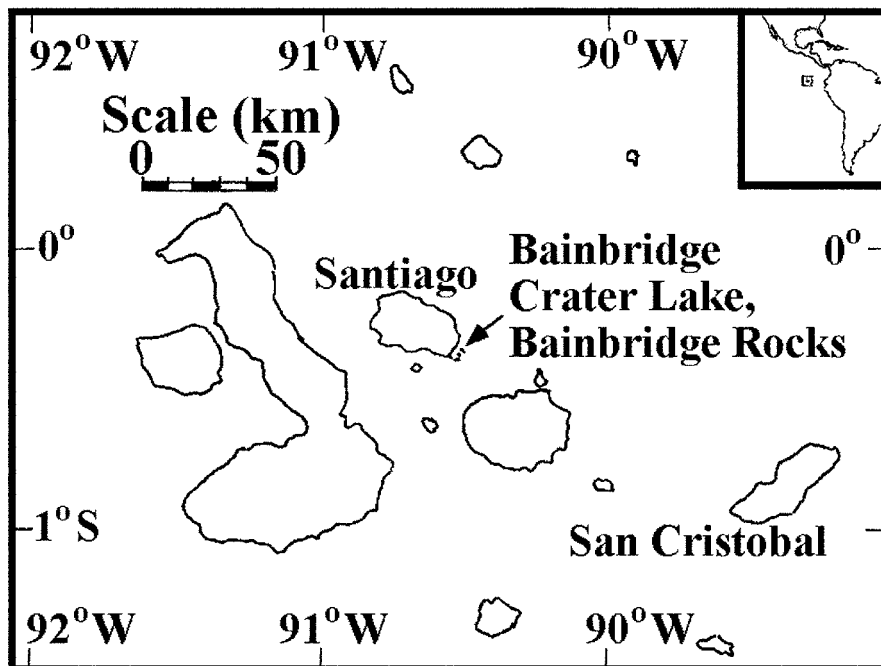 92°W 91°W 90°W
Scale (km)
0 50
0° 0°
Santiago
Bainbridge
Crater Lake,
Bainbridge Rocks
1°S
San Cristobal
92°W 91°W 90°W